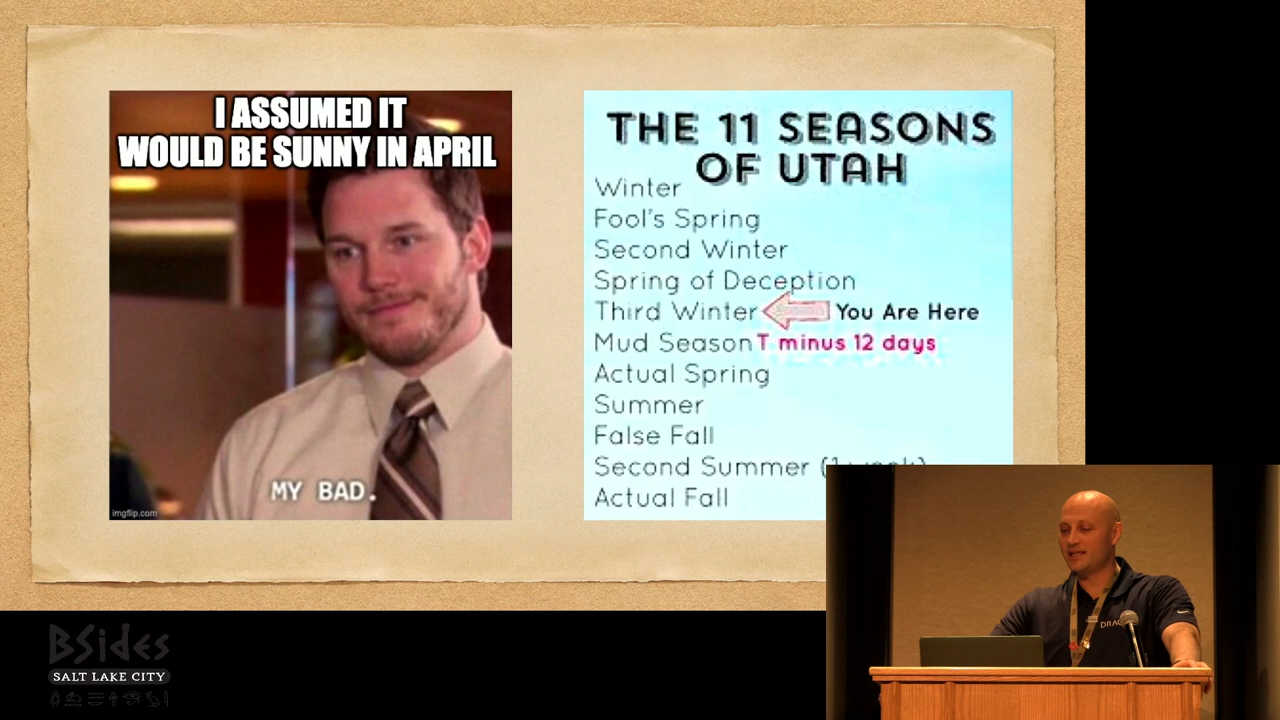 I ASSUMED IT
WOULD BE SUNNY IN APRIL
MY BAD.
imgflip.com
THE 11 SEASONS
OF UTAH
Winter
Fool's Spring
Second Winter
Spring of Deception
Third Winter You Are Here
Mud Season T minus 12 days
Actual Spring
Summer
False Fall
Second Summer (1 week)
Actual Fall
BSides
SALT LAKE CITY